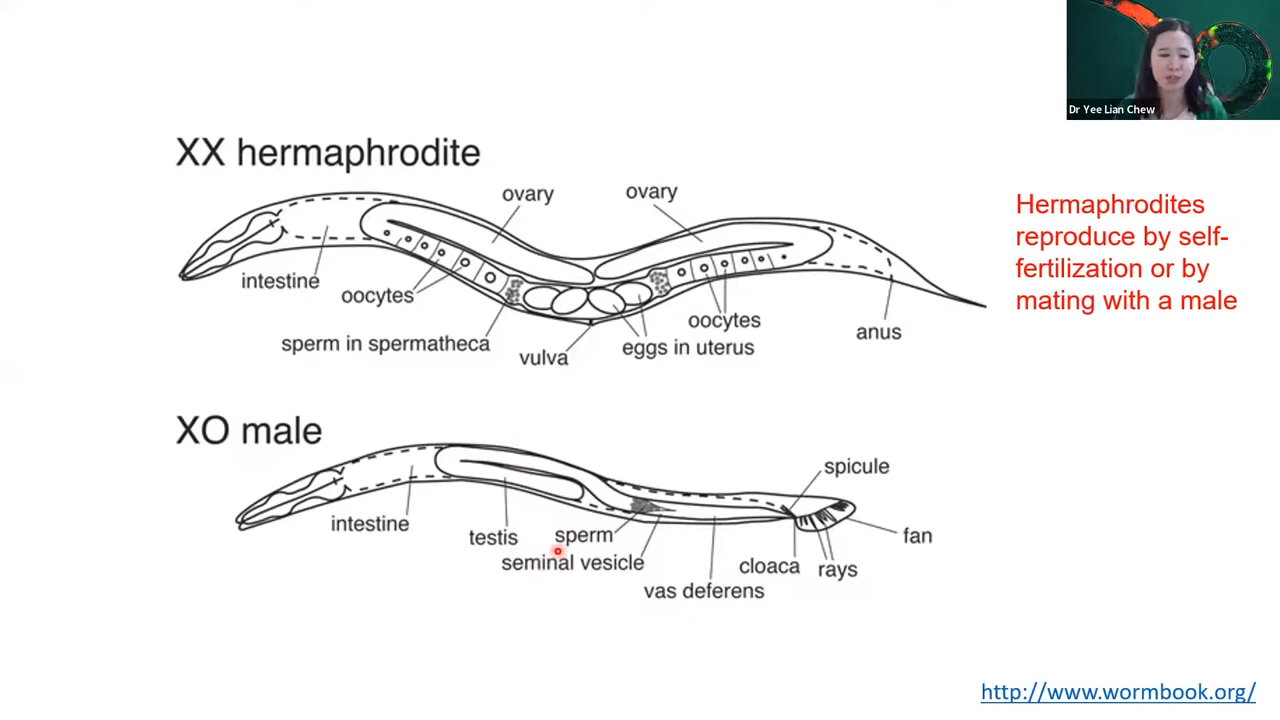 Dr Yee Lian Chew
XX hermaphrodite
ovary
ovary
intestine
oocytes
sperm in spermatheca
vulva
eggs in uterus
oocytes
anus
Hermaphrodites
reproduce by self-
fertilization or by
mating with a male
XO male
intestine
testis
sperm
seminal vesicle
vas deferens
cloaca
rays
fan
spicule
http://www.wormbook.org/